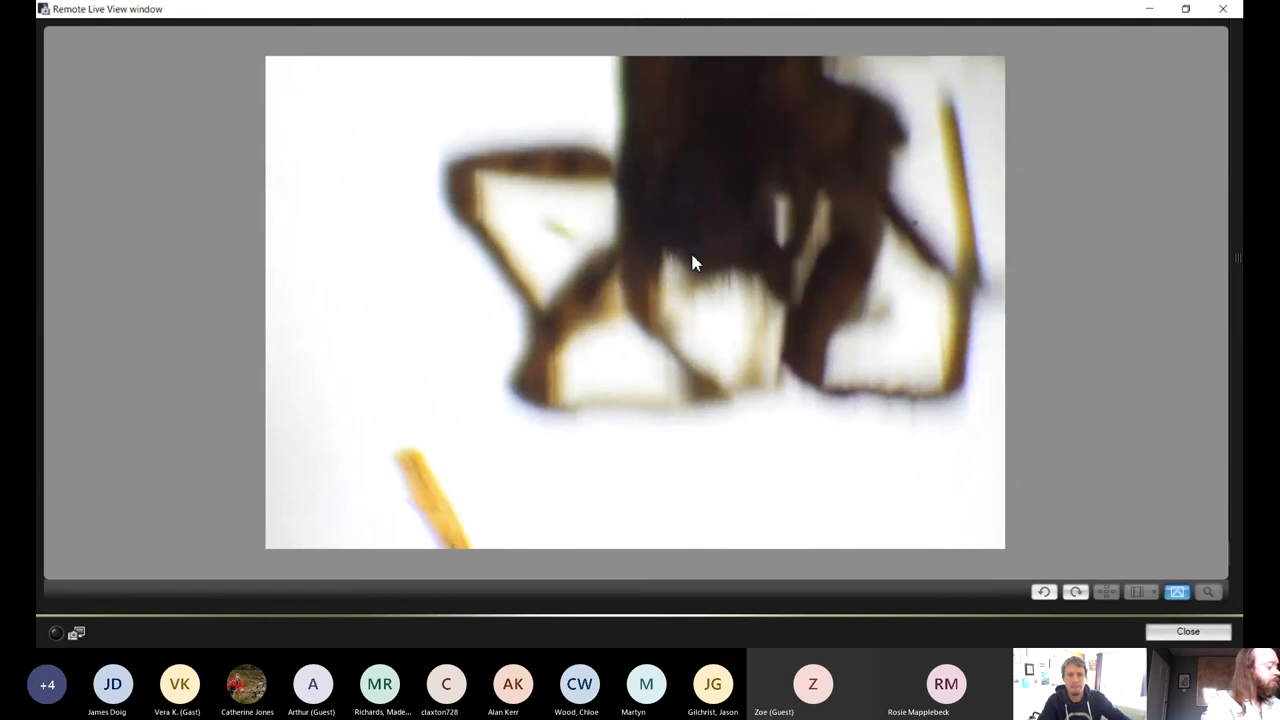 Remote Live View window
Close
+4
JD
VK
A
MR
C
AK
CW
M
JG
Z
RM
James Doig
Vera K. (Gast)
Catherine Jones
Arthur (Guest)
Richards, Made...
claxton728
Alan Kerr
Wood, Chloe
Martyn
Gilchrist, Jason
Zoe (Guest)
Rosie Mapplebeck